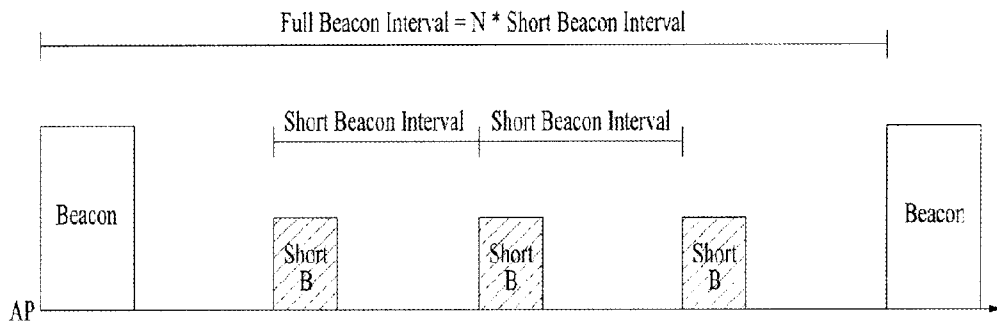 Full Beacon Interval = N * Short Beacon Interval
Short Beacon Interval
Short Beacon Interval
Beacon
Short
B
Short
B
Short
B
Beacon
AP